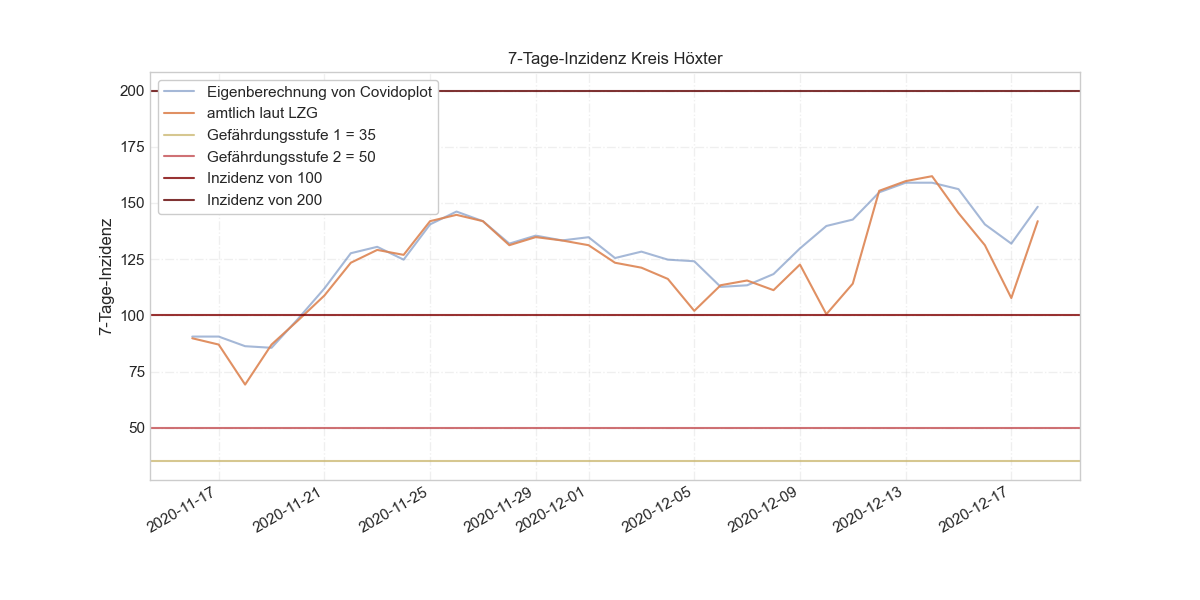 7-Tage-Inzidenz Kreis Höxter
Eigenberechnung von Covidoplot
amtlich laut LZG
Gefährdungsstufe 1 = 35
Gefährdungsstufe 2 = 50
Inzidenz von 100
Inzidenz von 200
7-Tage-Inzidenz
200
175
150
125
100
75
50
2020-11-17
2020-11-21
2020-11-25
2020-11-29
2020-12-01
2020-12-05
2020-12-09
2020-12-13
2020-12-17